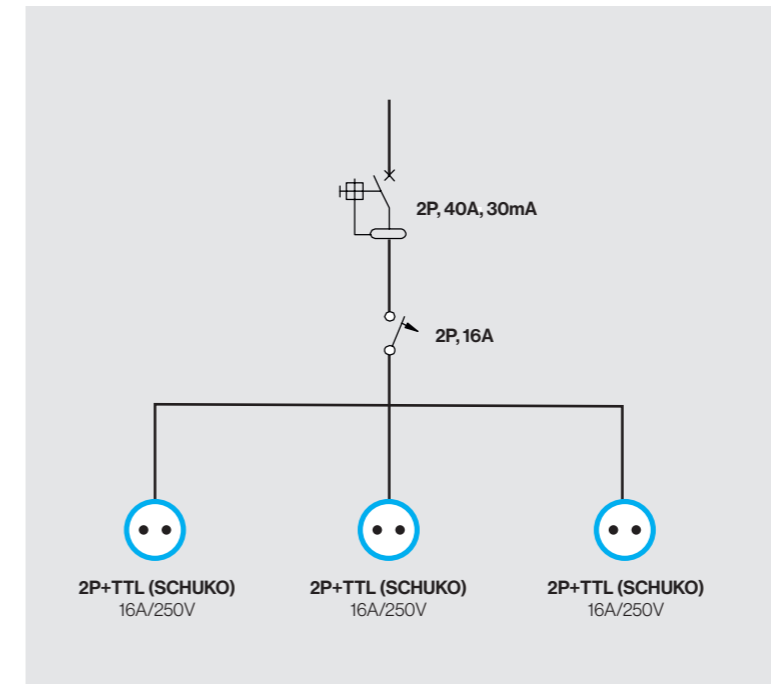 2P, 40A, 30mA
2P, 16A
2P+TTL (SCHUKO)
16A/250V
2P+TTL (SCHUKO)
16A/250V
2P+TTL (SCHUKO)
16A/250V